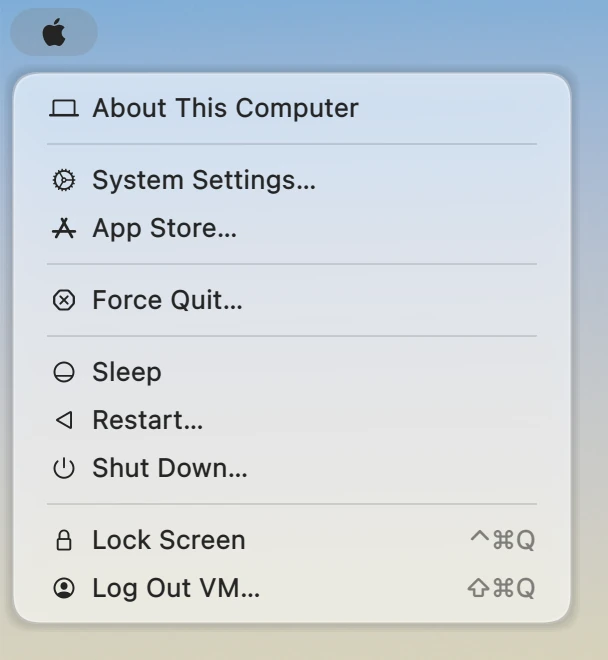 About This Computer
System Settings...
App Store...
Force Quit...
Sleep
Restart...
Shut Down...
Lock Screen ^⌘Q
Log Out VM... ⇧⌘Q